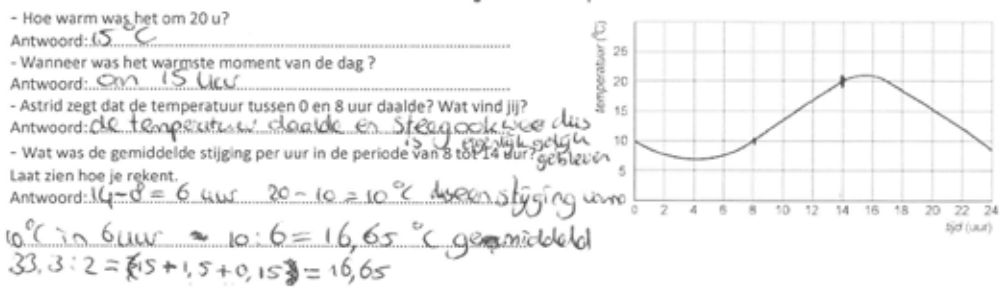 - Hoe warm was het om 20 u?
Antwoord: 15 °C
- Wanneer was het warmste moment van de dag ?
Antwoord: om 15 uur
- Astrid zegt dat de temperatuur tussen 0 en 8 uur daalde? Wat vind jij?
Antwoord: de temperatuur daalde en steeg ook weer dus
is gelijk
- Wat was de gemiddelde stijging per uur in de periode van 8 tot 14 uur?
gebleven
Laat zien hoe je rekent.
Antwoord: 14-8 = 6 uur 20-10 = 10 °C dus een stijging van
10 °C in 6 uur 10:6 = 16,65 °C gemiddeld
33,3:2 = (15+1,5+0,15) = 16,65
temperatuur (°C)
25
20
15
10
5
0 2 4 6 8 10 12 14 16 18 20 22 24
tijd (uur)